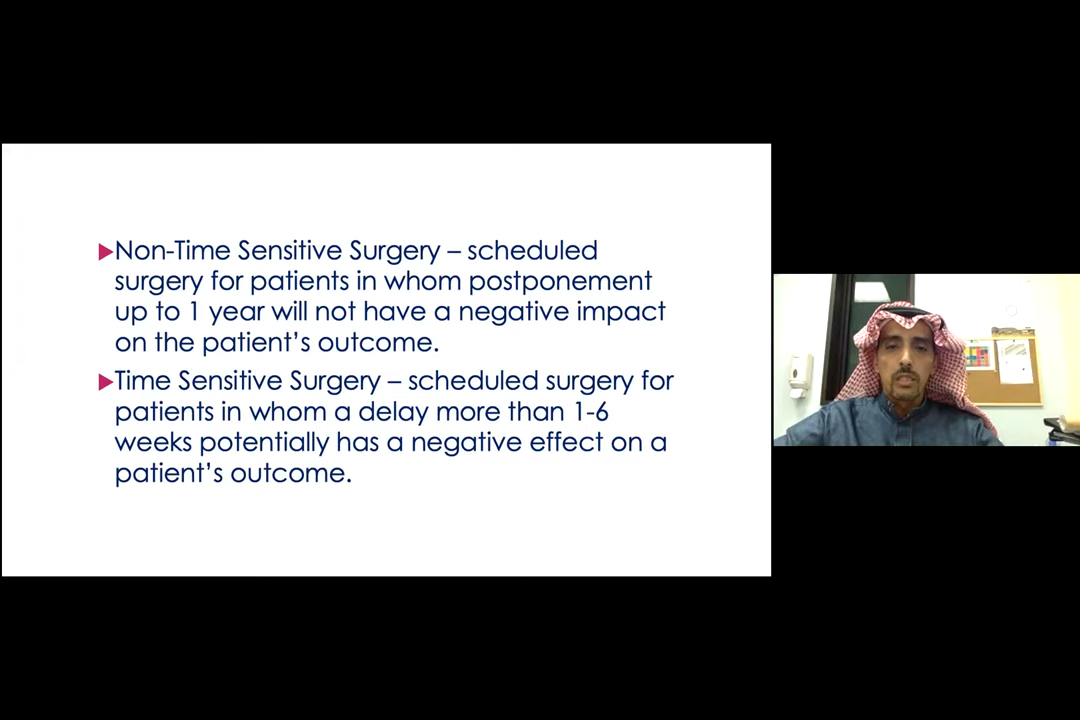 Non-Time Sensitive Surgery – scheduled
surgery for patients in whom postponement
up to 1 year will not have a negative impact
on the patient's outcome.
Time Sensitive Surgery – scheduled surgery for
patients in whom a delay more than 1-6
weeks potentially has a negative effect on a
patient's outcome.